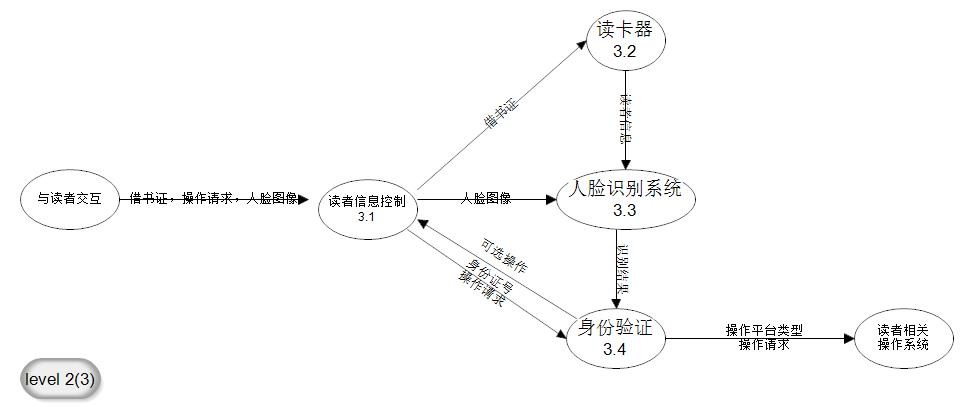 读卡器
3.2
借书证
读者信息
与读者交互
借书证，操作请求，人脸图像
读者信息控制
3.1
人脸图像
人脸识别系统
3.3
可选操作
身份证号
操作请求
识别结果
身份验证
3.4
操作平台类型
操作请求
读者相关
操作系统
level 2(3)